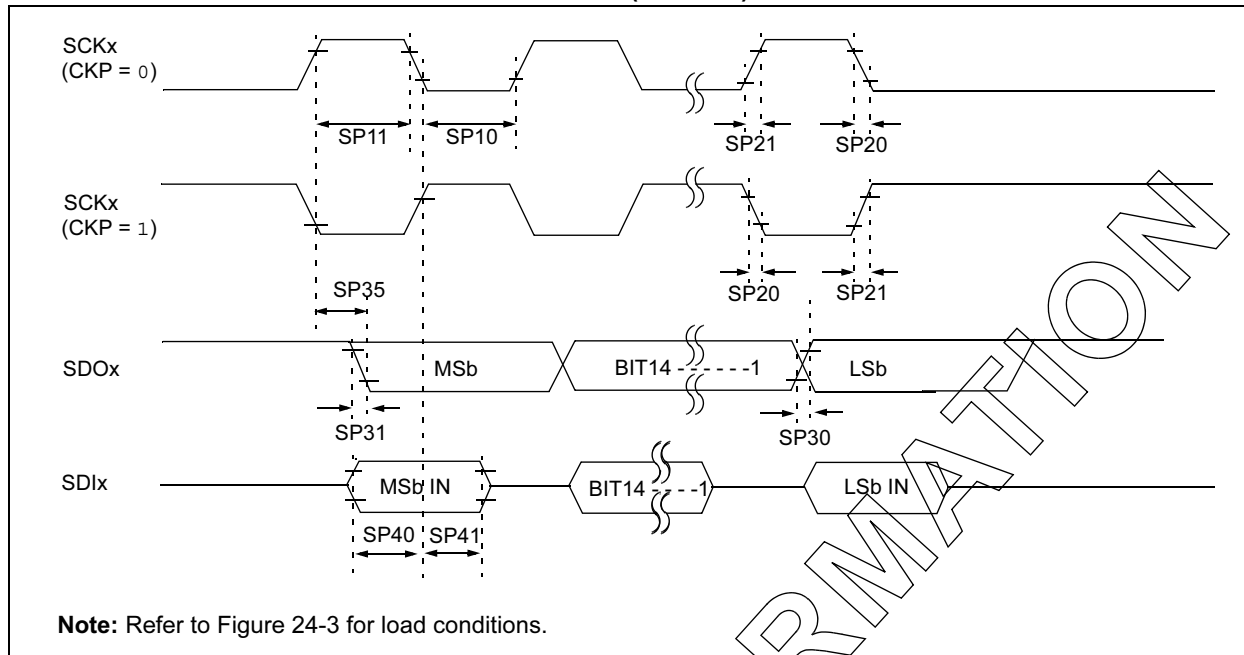 SCKx
(CKP = 0)
SP11
SP10
SP21
SP20
SCKx
(CKP = 1)
SP35
SP20
SP21
SDOx
MSb
BIT14 - - - - - - -1
LSb
SP31
SP30
SDIx
MSb IN
BIT14 - - - - -1
LSb IN
SP40
SP41
Note: Refer to Figure 24-3 for load conditions.
RMATION